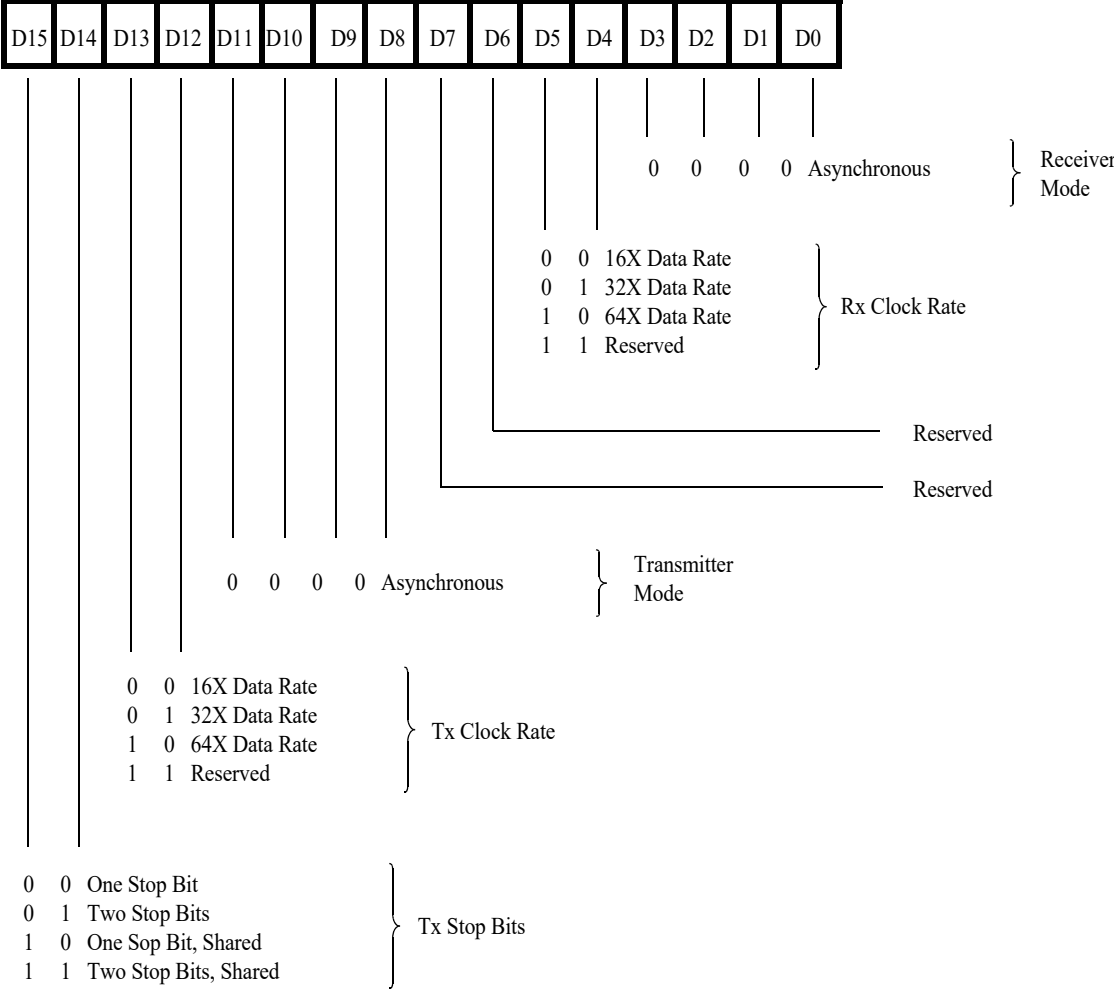 D15 D14 D13 D12 D11 D10 D9 D8 D7 D6 D5 D4 D3 D2 D1 D0
0 0 0 0 Asynchronous
Receiver
Mode
0 0 16X Data Rate
0 1 32X Data Rate
1 0 64X Data Rate
1 1 Reserved
Rx Clock Rate
Reserved
Reserved
0 0 0 0 Asynchronous
Transmitter
Mode
0 0 16X Data Rate
0 1 32X Data Rate
1 0 64X Data Rate
1 1 Reserved
Tx Clock Rate
0 0 One Stop Bit
0 1 Two Stop Bits
1 0 One Sop Bit, Shared
1 1 Two Stop Bits, Shared
Tx Stop Bits